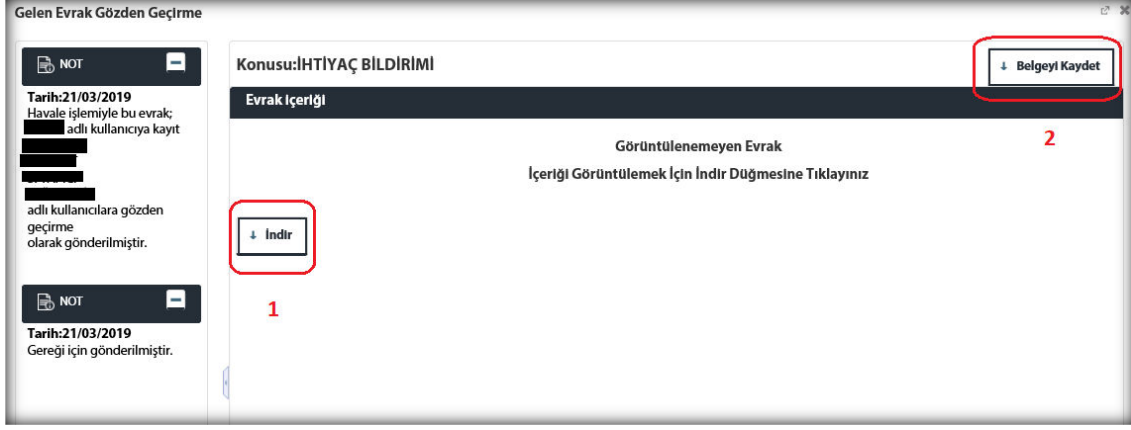 Gelen Evrak Gözden Geçirme
NOT
Tarih:21/03/2019
Havale işlemiyle bu evrak;
adlı kullanıcıya kayıt
adlı kullanıcılara gözden
geçirme
olarak gönderilmiştir.
NOT
Tarih:21/03/2019
Gereği için gönderilmiştir.
Konusu:İHTİYAÇ BİLDİRİMİ
↓ Belgeyi Kaydet
Evrak İçeriği
2
Görüntülenemeyen Evrak
İçeriği Görüntülemek İçin İndir Düğmesine Tıklayınız
↓ İndir
1